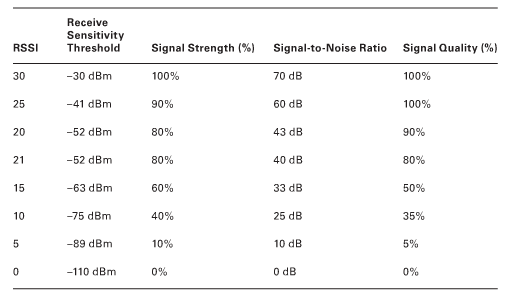 Receive
Sensitivity
RSSI Threshold Signal Strength (%) Signal-to-Noise Ratio Signal Quality (%)
30 –30 dBm 100% 70 dB 100%
25 –41 dBm 90% 60 dB 100%
20 –52 dBm 80% 43 dB 90%
21 –52 dBm 80% 40 dB 80%
15 –63 dBm 60% 33 dB 50%
10 –75 dBm 40% 25 dB 35%
5 –89 dBm 10% 10 dB 5%
0 –110 dBm 0% 0 dB 0%